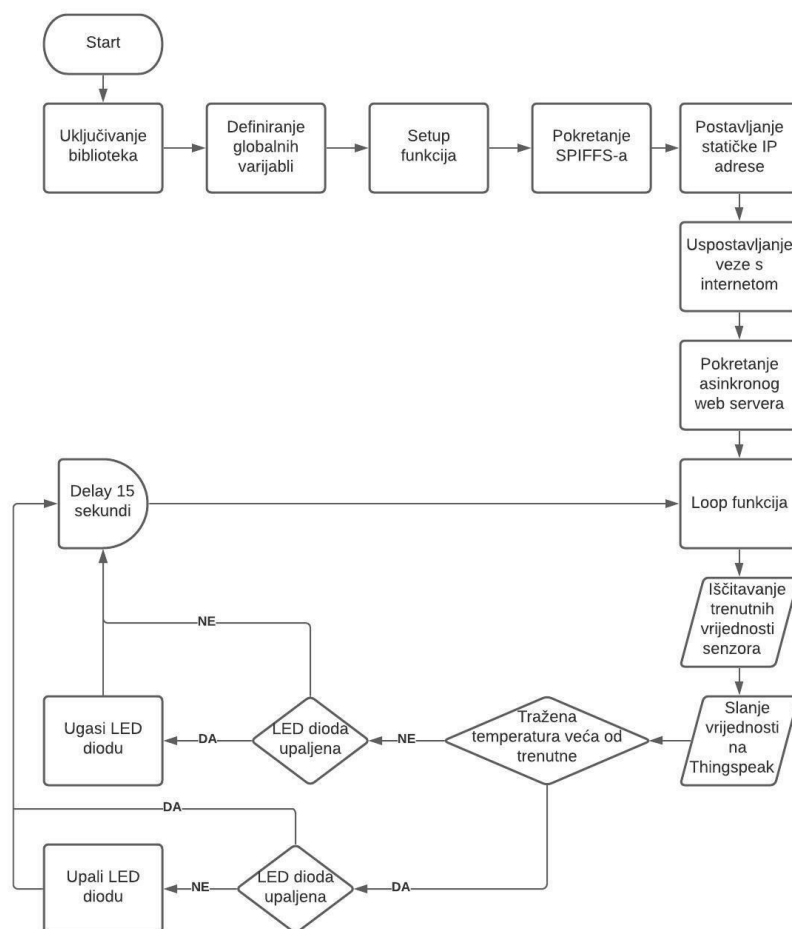 Start
Uključivanje
biblioteka
Definiranje
globalnih
varijabli
Setup
funkcija
Pokretanje
SPIFFS-a
Postavljanje
statičke IP
adrese
Uspostavljanje
veze s
internetom
Pokretanje
asinkronog
web servera
Delay 15
sekundi
Loop funkcija
Iščitavanje
trenutnih
vrijednosti
senzora
NE
Slanje
vrijednosti
na
Thingspeak
Tražena
temperatura veća od
trenutne
NE
LED dioda
upaljena
DA
Ugasi LED
diodu
DA
LED dioda
upaljena
DA
NE
Upali LED
diodu